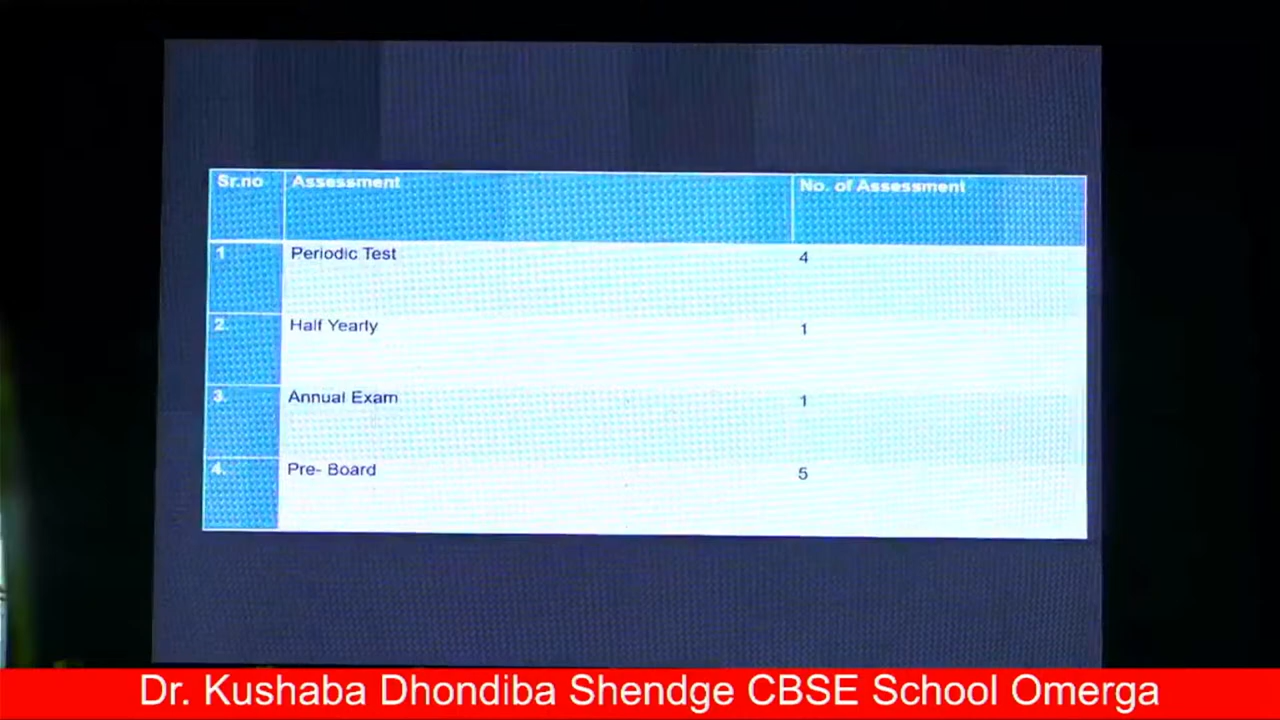 Sr.no Assessment No. of Assessment
1 Periodic Test 4
2. Half Yearly 1
3. Annual Exam 1
4. Pre- Board 5
Dr. Kushaba Dhondiba Shendge CBSE School Omerga